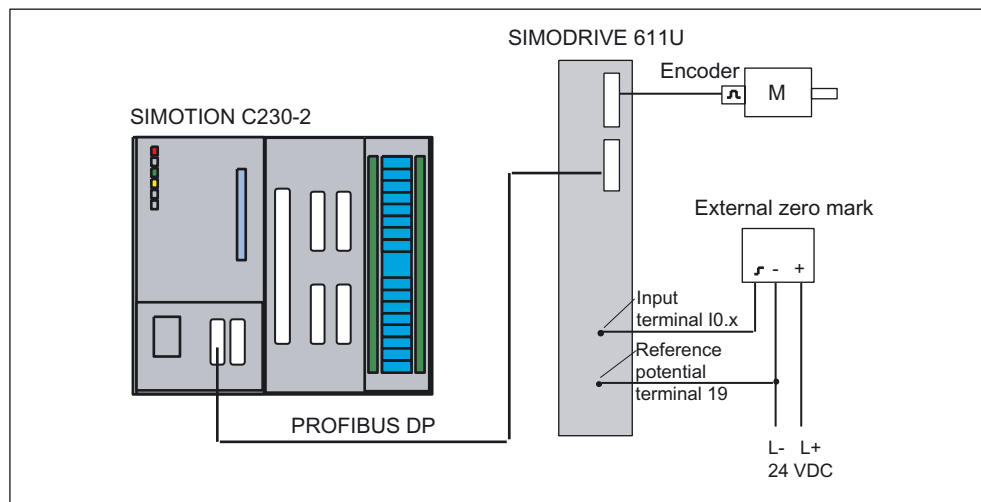 SIMODRIVE 611U
Encoder
M
SIMOTION C230-2
External zero mark
- +
Input
terminal I0.x
Reference
potential
terminal 19
PROFIBUS DP
L- L+
24 VDC